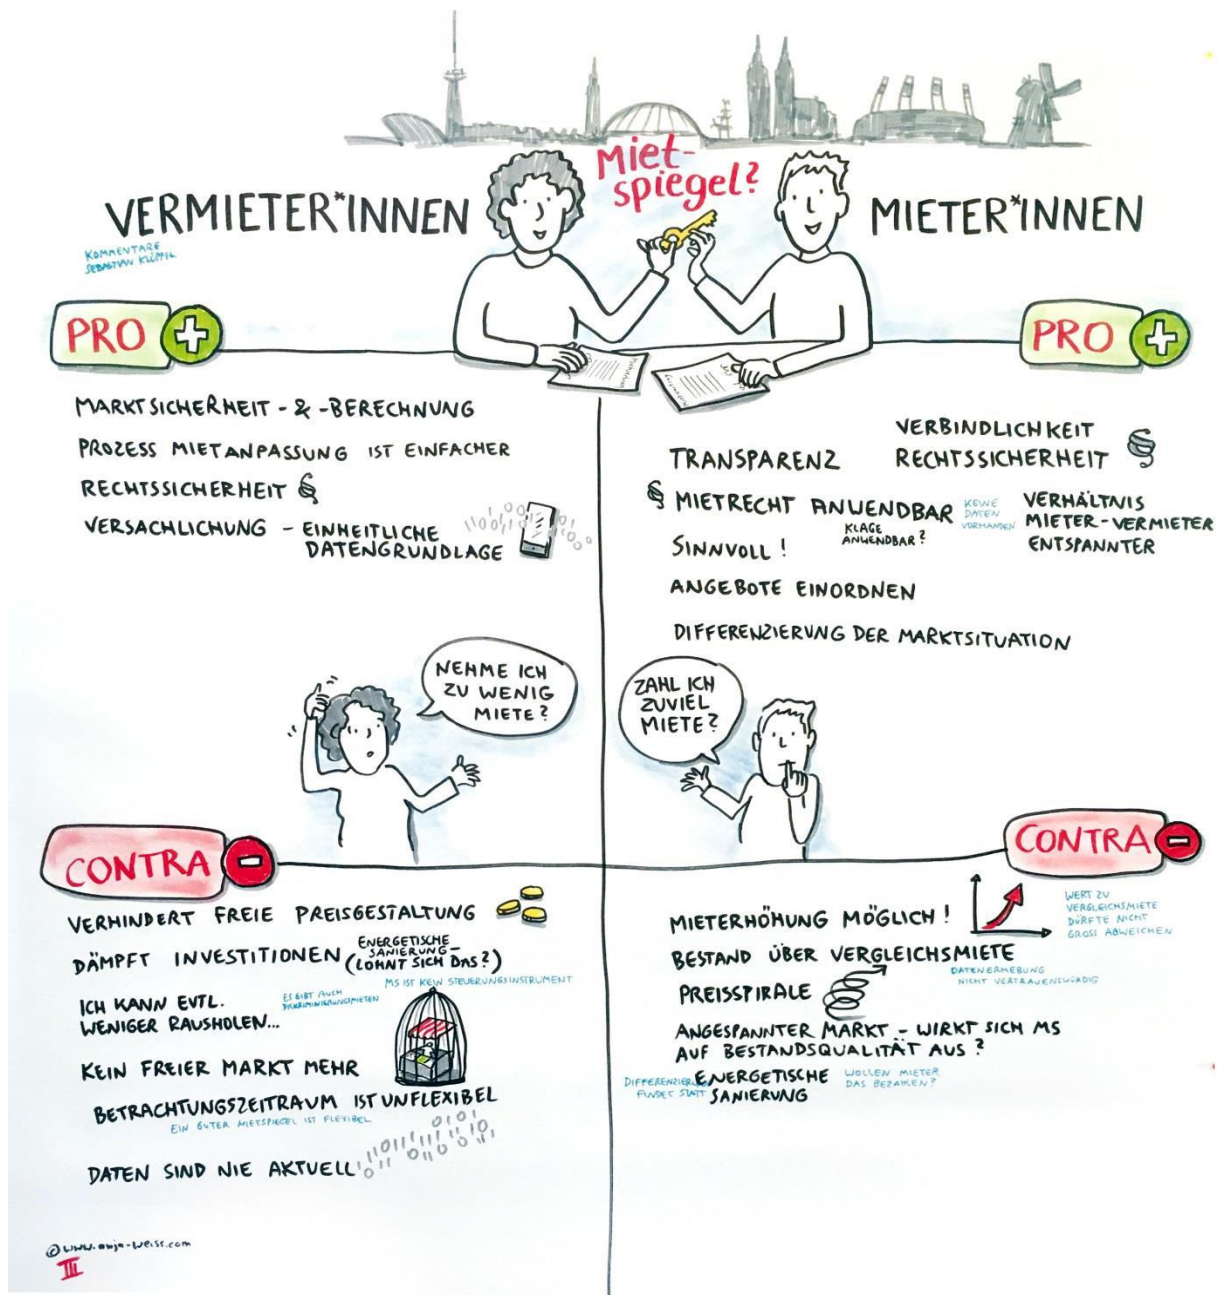 Miet-
spiegel?
VERMIETER*INNEN
KOMMENTARE
SEBASTIAN
PRO
MARKTSICHERHEIT - & -BERECHNUNG
PROZESS MIETANPASSUNG IST EINFACHER
RECHTSSICHERHEIT §
VERSACHLICHUNG - EINHEITLICHE
DATENGRUNDLAGE
NEHME ICH
ZU WENIG
MIETE?
CONTRA
VERHINDERT FREIE PREISGESTALTUNG
DÄMPFT INVESTITIONEN (ENERGETISCHE
SANIERUNG -
LOHNT SICH DAS?)
MS IST KEIN STEUERUNGSINSTRUMENT
ICH KANN EVTL.
WENIGER RAUSHOLEN...
ES GIBT AUCH
DISKRIMINIERUNGSMIETEN
KEIN FREIER MARKT MEHR
BETRACHTUNGSZEITRAUM IST UNFLEXIBEL
EIN GUTER MIETSPIEGEL IST FLEXIBEL
DATEN SIND NIE AKTUELL
© www.anja-weiss.com
III
MIETER*INNEN
PRO
VERBINDLICHKEIT
RECHTSSICHERHEIT §
TRANSPARENZ
§ MIETRECHT ANWENDBAR
KLAGE
ANWENDBAR?
KEINE
DATEN
VORHANDEN
VERHÄLTNIS
MIETER-VERMIETER
ENTSPANNTER
SINNVOLL!
ANGEBOTE EINORDNEN
DIFFERENZIERUNG DER MARKTSITUATION
ZAHL ICH
ZUVIEL
MIETE?
CONTRA
MIETERHÖHUNG MÖGLICH!
WERT ZU
VERGLEICHSMIETE
DÜRFTE NICHT
GROSS ABWEICHEN
BESTAND ÜBER VERGLEICHSMIETE
DATENERHEBUNG
NICHT VERTRAUENSWÜRDIG
PREISSPIRALE
ANGESPANNTER MARKT - WIRKT SICH MS
AUF BESTANDSQUALITÄT AUS?
DIFFERENZIERUNG
FINDET STATT
ENERGETISCHE
SANIERUNG
WOLLEN MIETER
DAS BEZAHLEN?